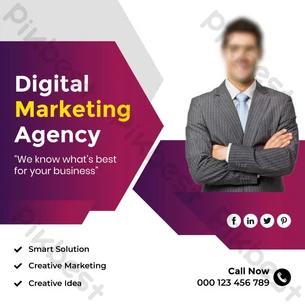 Digital
Marketing
Agency
"We know what's best
for your business"
Smart Solution
Creative Marketing
Creative Idea
Call Now
000 123 456 789
pikbest